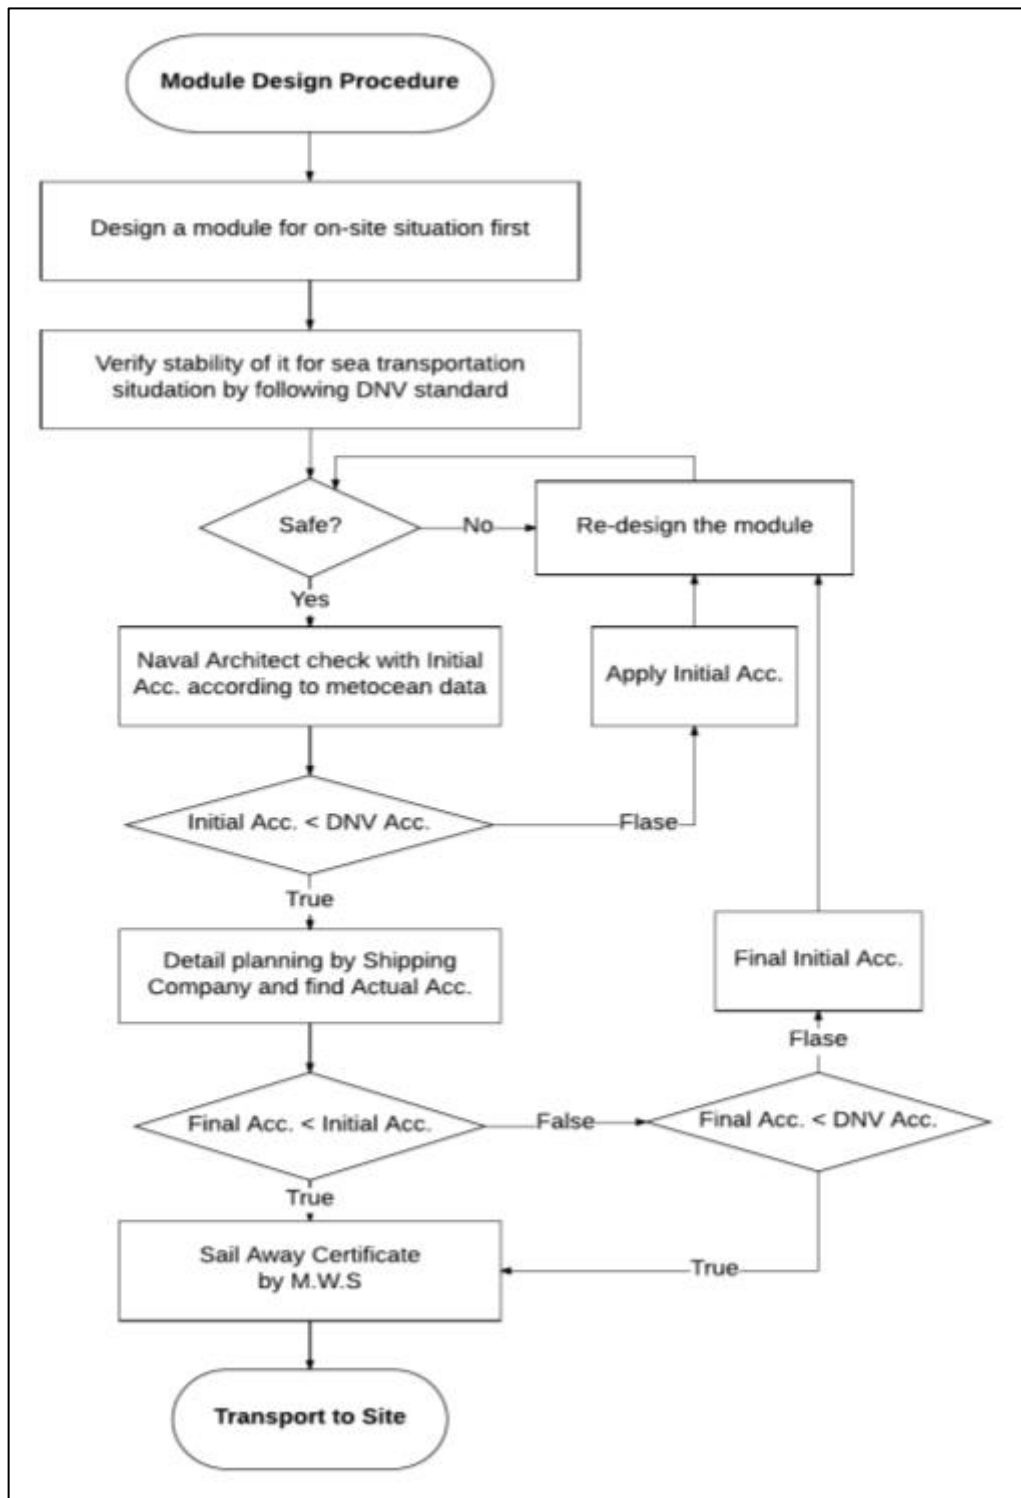 Module Design Procedure
Design a module for on-site situation first
Verify stability of it for sea transportation
situdation by following DNV standard
Safe?
No
Re-design the module
Yes
Naval Architect check with Initial
Acc. according to metocean data
Apply Initial Acc.
Initial Acc. < DNV Acc.
Flase
True
Detail planning by Shipping
Company and find Actual Acc.
Final Initial Acc.
Flase
Final Acc. < Initial Acc.
False
Final Acc. < DNV Acc.
True
Sail Away Certificate
by M.W.S
True
Transport to Site